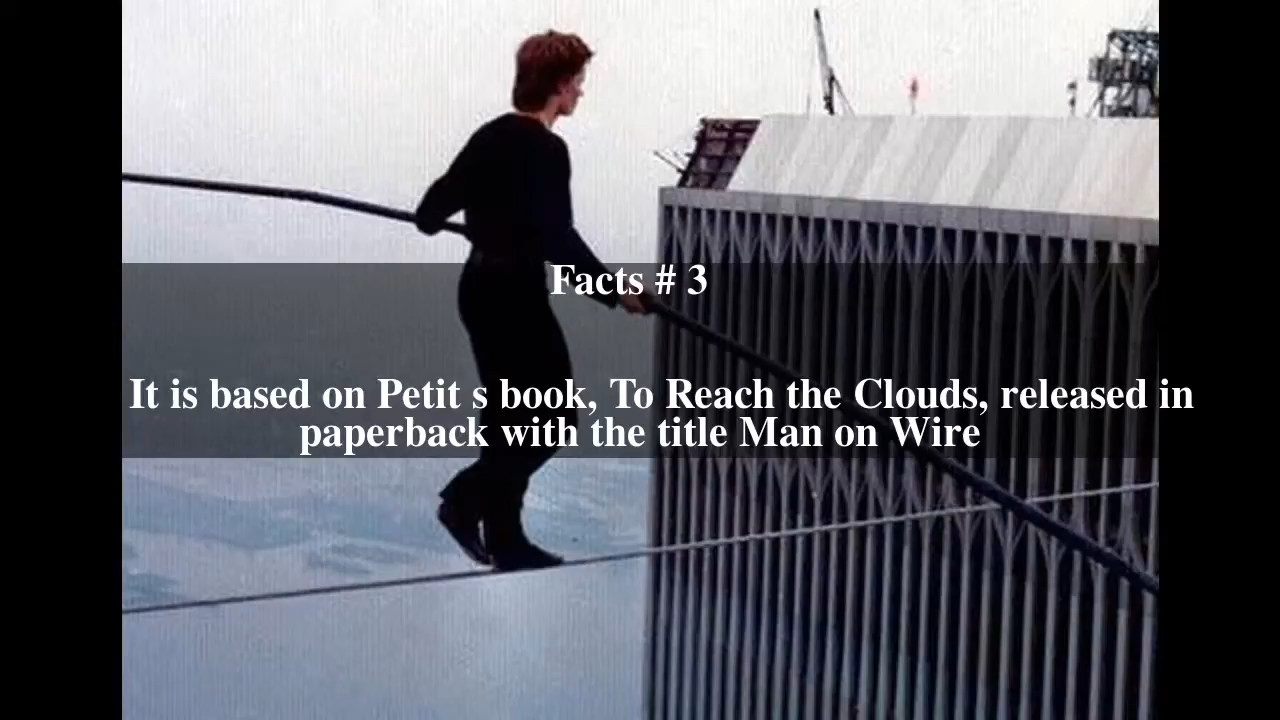 Facts # 3
It is based on Petit s book, To Reach the Clouds, released in
paperback with the title Man on Wire